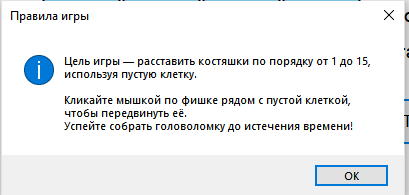 Правила игры
Цель игры — расставить костяшки по порядку от 1 до 15,
используя пустую клетку.
Кликайте мышкой по фишке рядом с пустой клеткой,
чтобы передвинуть её.
Успейте собрать головоломку до истечения времени!
OK